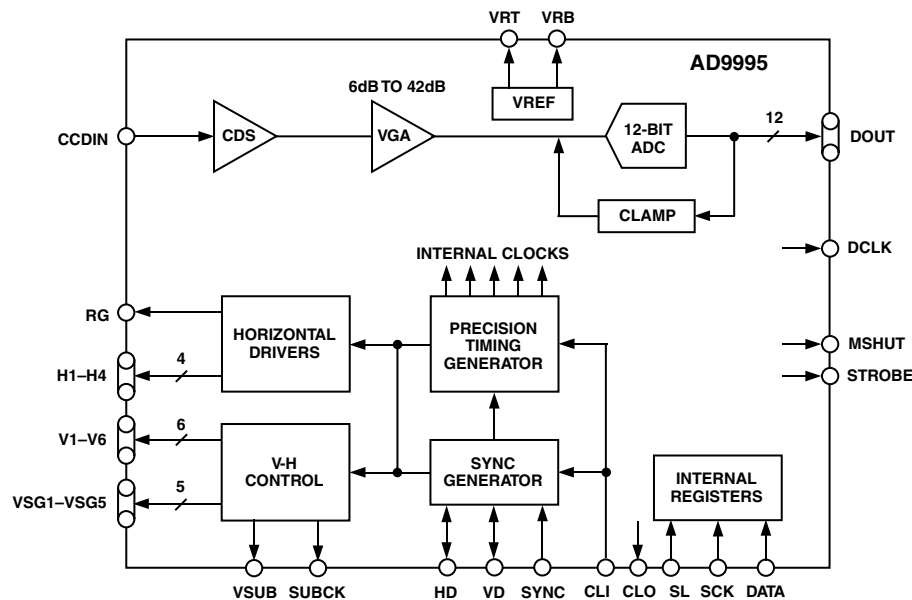 VRT VRB
AD9995
6dB TO 42dB
VREF
CCDIN
CDS
VGA
12-BIT
ADC
12
DOUT
CLAMP
INTERNAL CLOCKS
DCLK
RG
HORIZONTAL
DRIVERS
PRECISION
TIMING
GENERATOR
MSHUT
H1–H4
4
STROBE
V1–V6
6
V-H
CONTROL
SYNC
GENERATOR
INTERNAL
REGISTERS
VSG1–VSG5
5
VSUB SUBCK HD VD SYNC CLI CLO SL SCK DATA